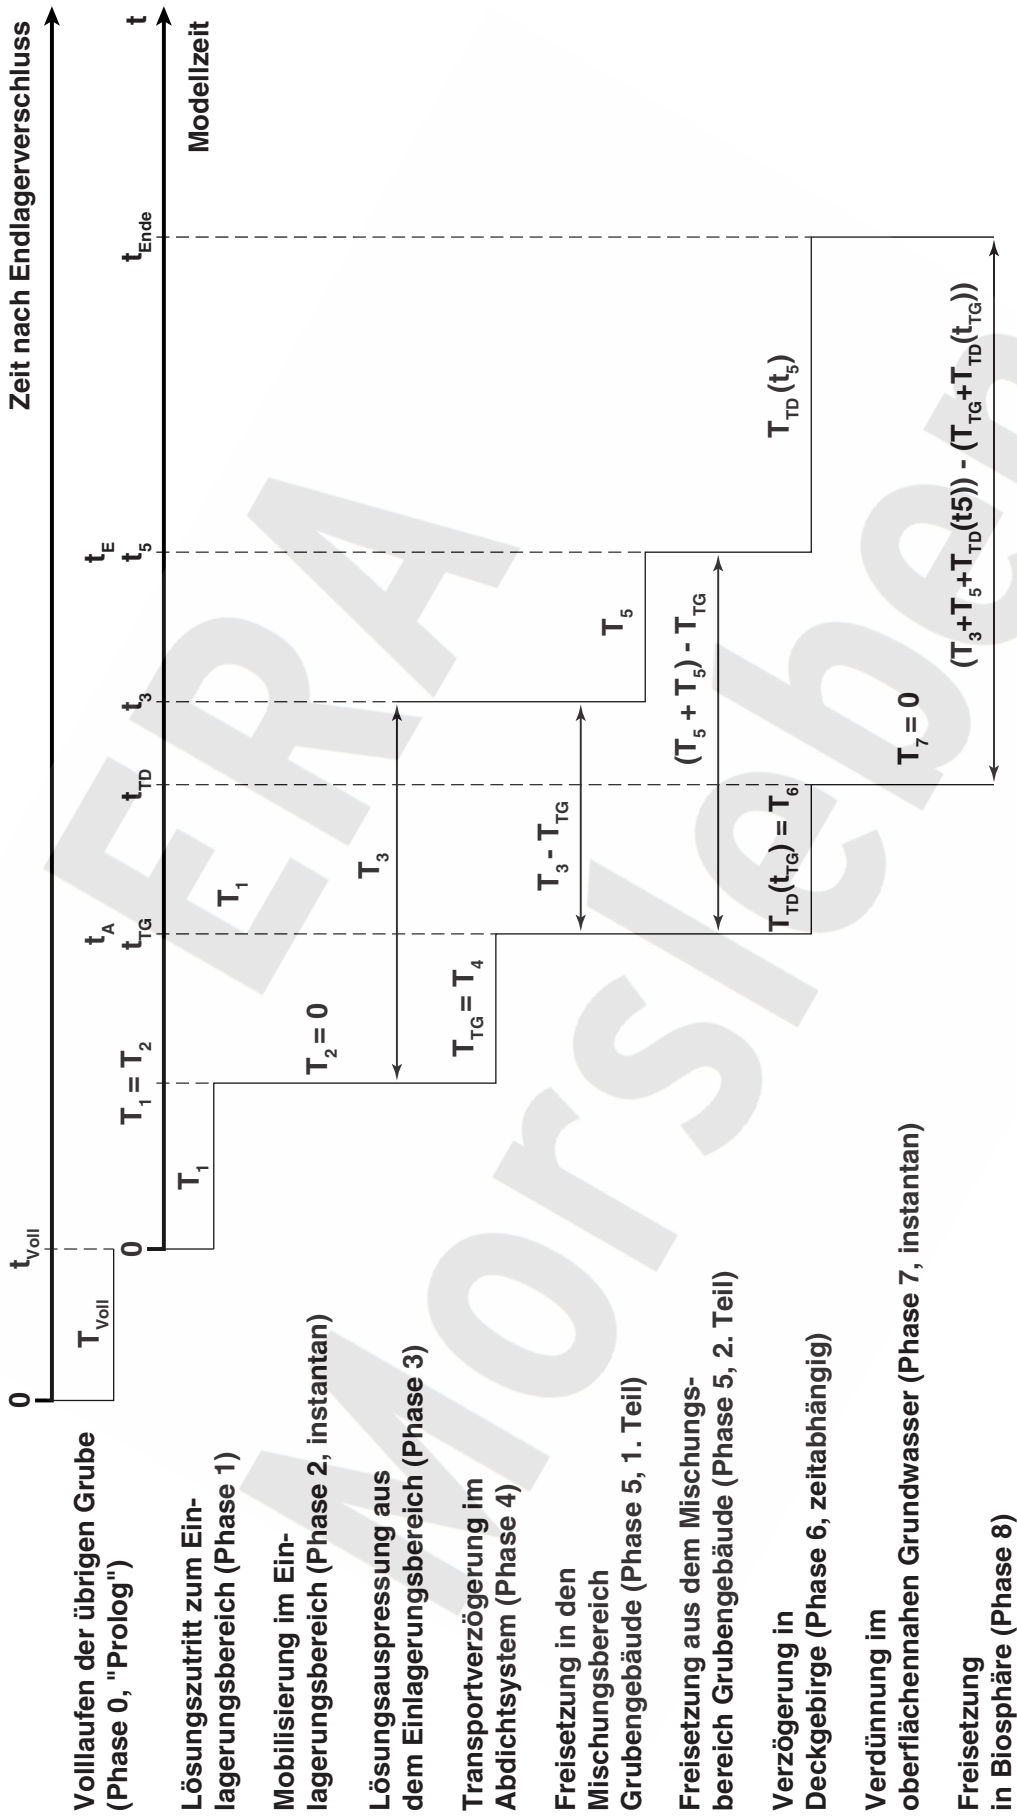 Zeit nach Endlagerverschluss
0
t_Voll
T_Voll
Volllaufen der übrigen Grube
(Phase 0, "Prolog")
t
Modellzeit
0
T_1 = T_2
t_A
t_TG
t_TD
t_3
t_E
t_5
t_Ende
Lösungszutritt zum Ein-
lagerungsbereich (Phase 1)
T_1
T_1
Mobilisierung im Ein-
lagerungsbereich (Phase 2, instantan)
T_2 = 0
Lösungsauspressung aus
dem Einlagerungsbereich (Phase 3)
T_3
Transportverzögerung im
Abdichtsystem (Phase 4)
T_TG = T_4
Freisetzung in den
Mischungsbereich
Grubengebäude (Phase 5, 1. Teil)
T_3 - T_TG
T_5
Freisetzung aus dem Mischungs-
bereich Grubengebäude (Phase 5, 2. Teil)
(T_5 + T_5) - T_TG
Verzögerung in
Deckgebirge (Phase 6, zeitabhängig)
T_TD(t_TG) = T_6
T_TD (t_5)
Verdünnung im
oberflächennahen Grundwasser (Phase 7, instantan)
T_7 = 0
Freisetzung
in Biosphäre (Phase 8)
(T_3+T_5+T_TD(t5)) - (T_TG+T_TD(t_TG))
ERA
Morsleben